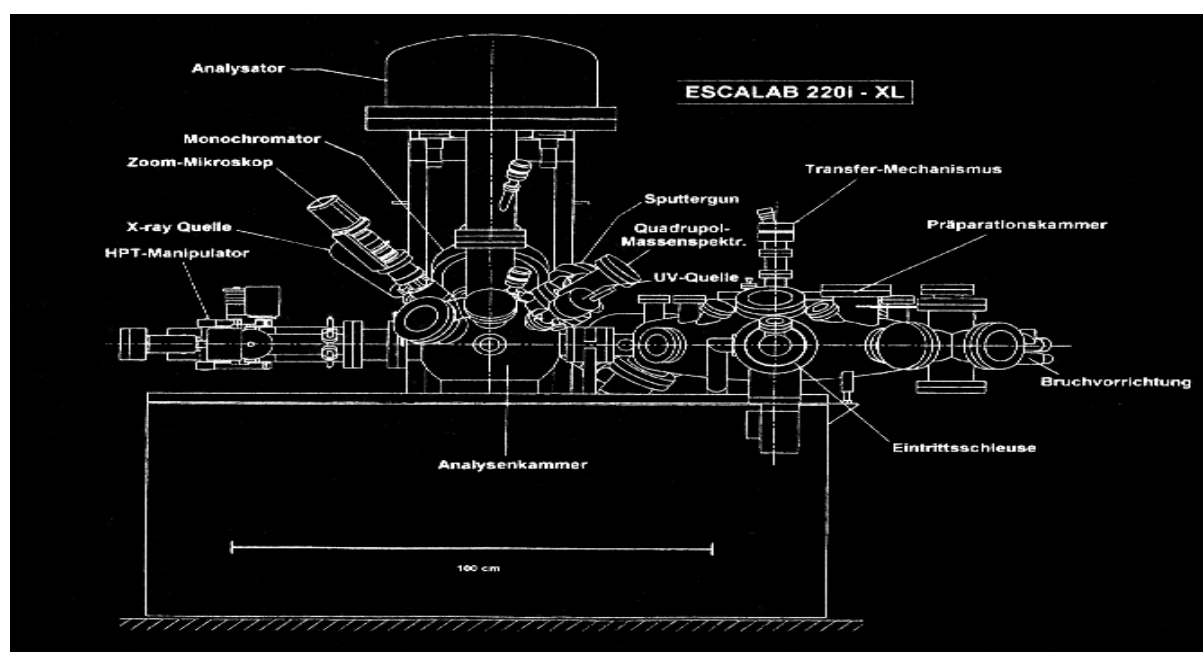 Analysator
ESCALAB 220i - XL
Monochromator
Zoom-Mikroskop
Transfer-Mechanismus
Sputtergun
X-ray Quelle
Quadrupol-
Massenspektr.
Präparationskammer
HPT-Manipulator
UV-Quelle
Bruchvorrichtung
Eintrittsschleuse
Analysenkammer
100 cm